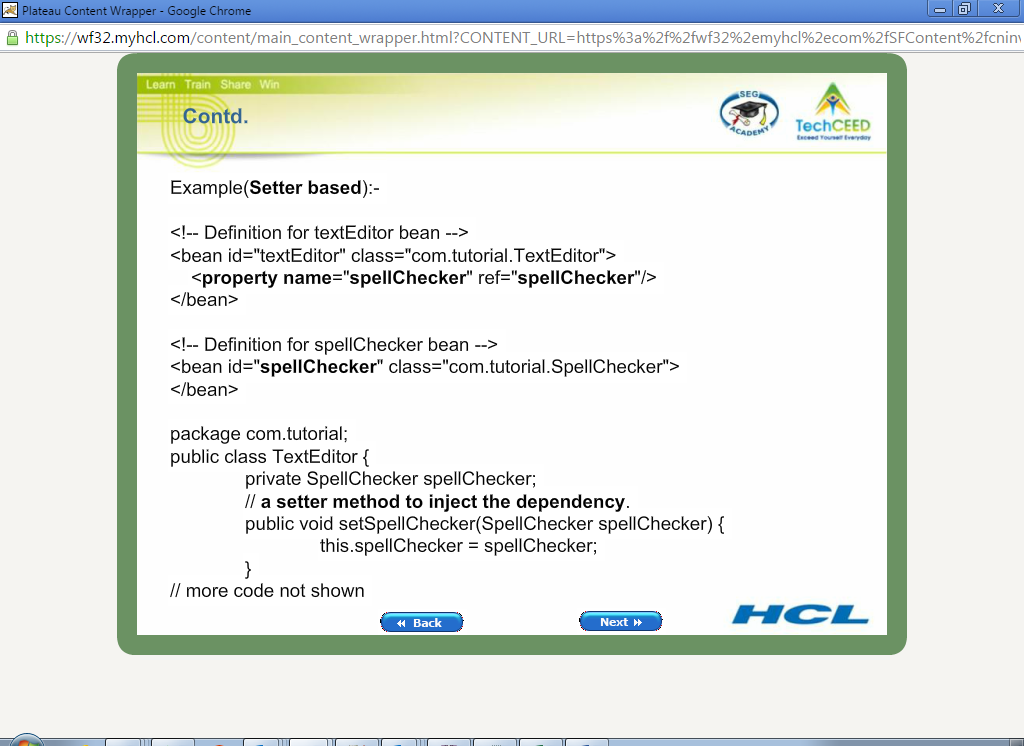 Plateau Content Wrapper - Google Chrome
https://wf32.myhcl.com/content/main_content_wrapper.html?CONTENT_URL=https%3a%2f%2fwf32%2emyhcl%2ecom%2fSFContent%2fcninv
Learn Train Share Win
Contd.
SEG
ACADEMY
TechCEED
Exceed Yourself Everyday
Example(Setter based):-
<!-- Definition for textEditor bean -->
<bean id="textEditor" class="com.tutorial.TextEditor">
<property name="spellChecker" ref="spellChecker"/>
</bean>
<!-- Definition for spellChecker bean -->
<bean id="spellChecker" class="com.tutorial.SpellChecker">
</bean>
package com.tutorial;
public class TextEditor {
private SpellChecker spellChecker;
// a setter method to inject the dependency.
public void setSpellChecker(SpellChecker spellChecker) {
this.spellChecker = spellChecker;
}
// more code not shown
Back
Next
HCL